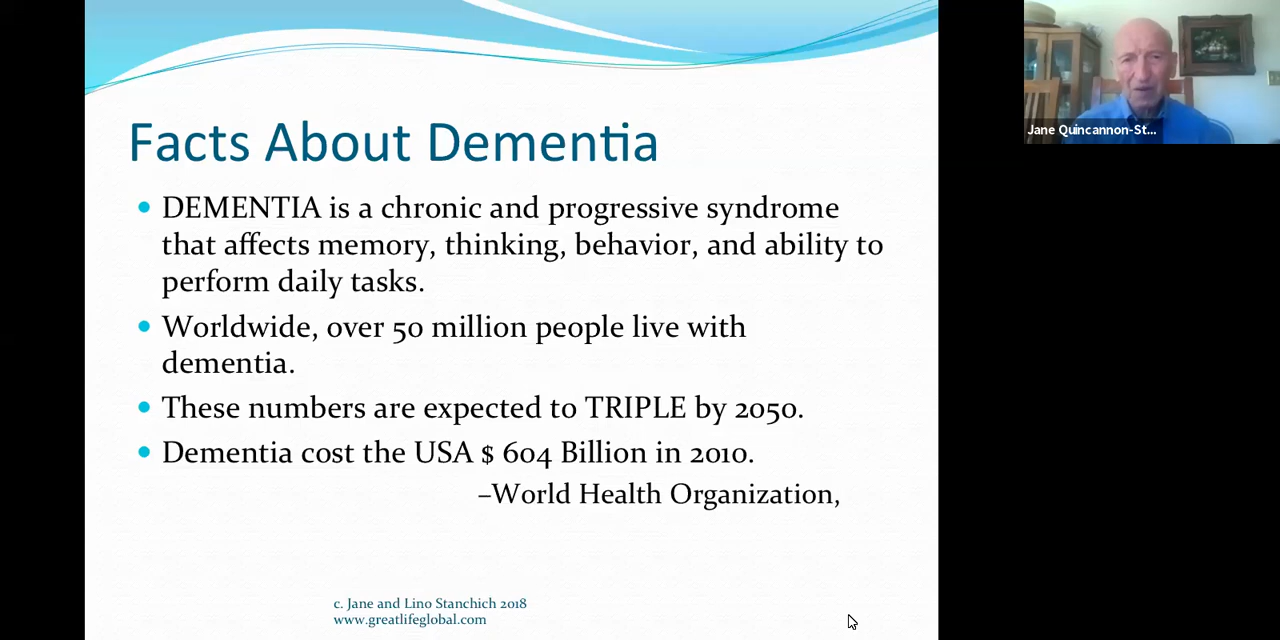 Facts About Dementia
• DEMENTIA is a chronic and progressive syndrome
that affects memory, thinking, behavior, and ability to
perform daily tasks.
• Worldwide, over 50 million people live with
dementia.
• These numbers are expected to TRIPLE by 2050.
• Dementia cost the USA $ 604 Billion in 2010.
–World Health Organization,
c. Jane and Lino Stanchich 2018
www.greatlifeglobal.com
Jane Quincannon-St...